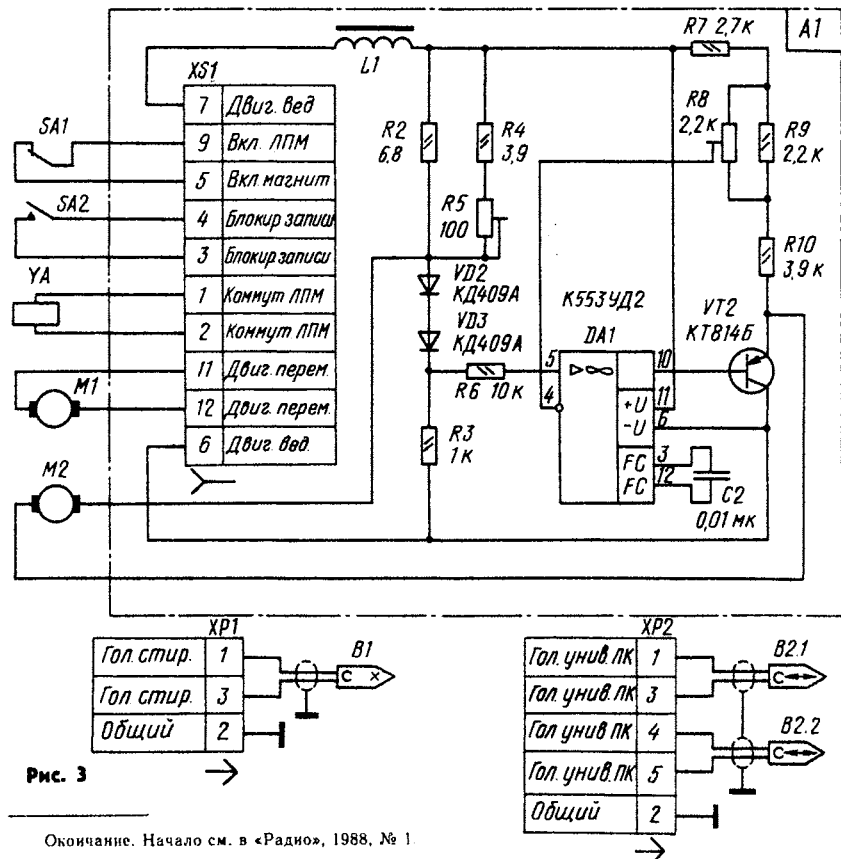 A1
R7 2,7к
L1
XS1
7 Двиг. вед
9 Вкл. ЛПМ
5 Вкл магнит
4 Блокир записи
3 Блокир записи
1 Коммут ЛПМ
2 Коммут ЛПМ
11 Двиг. перем.
12 Двиг. перем.
6 Двиг. вед.
SA1
SA2
YA
M1
M2
R2
6,8
R4
3,9
R5
100
R8
2,2к
R9
2,2к
R10
3,9к
VD2
КД409А
VD3
КД409А
R6 10к
R3
1к
К553УД2
DA1
5
4
▷∞
10
+U 11
-U 6
FC 3
FC 12
C2
0,01 мк
VT2
КТ814Б
XP1
Гол. стир. 1
Гол. стир. 3
Общий 2
B1
C x
XP2
Гол. унив. ПК 1
Гол. унив. ПК 3
Гол унив ПК 4
Гол. унив. ПК 5
Общий 2
B2.1
C
B2.2
C
Рис. 3
Окончание. Начало см. в «Радио», 1988, № 1